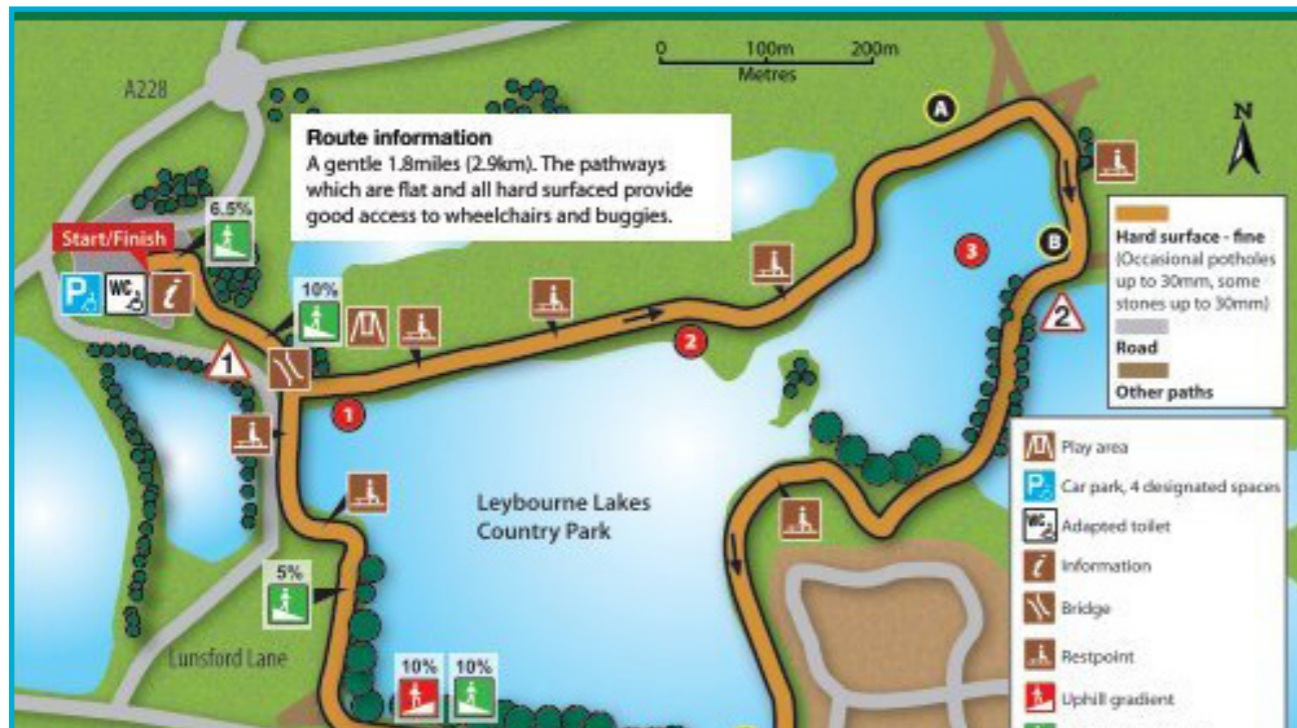 0 100m 200m
Metres
A228
Route information
A gentle 1.8miles (2.9km). The pathways
which are flat and all hard surfaced provide
good access to wheelchairs and buggies.
A
N
6.5%
Start/Finish
P
WC
i
10%
B
3
2
2
1
1
Hard surface - fine
(Occasional potholes
up to 30mm, some
stones up to 30mm)
Road
Other paths
Leybourne Lakes
Country Park
5%
Lunsford Lane
10% 10%
Play area
P
Car park, 4 designated spaces
WC
Adapted toilet
i
Information
Bridge
Restpoint
Uphill gradient